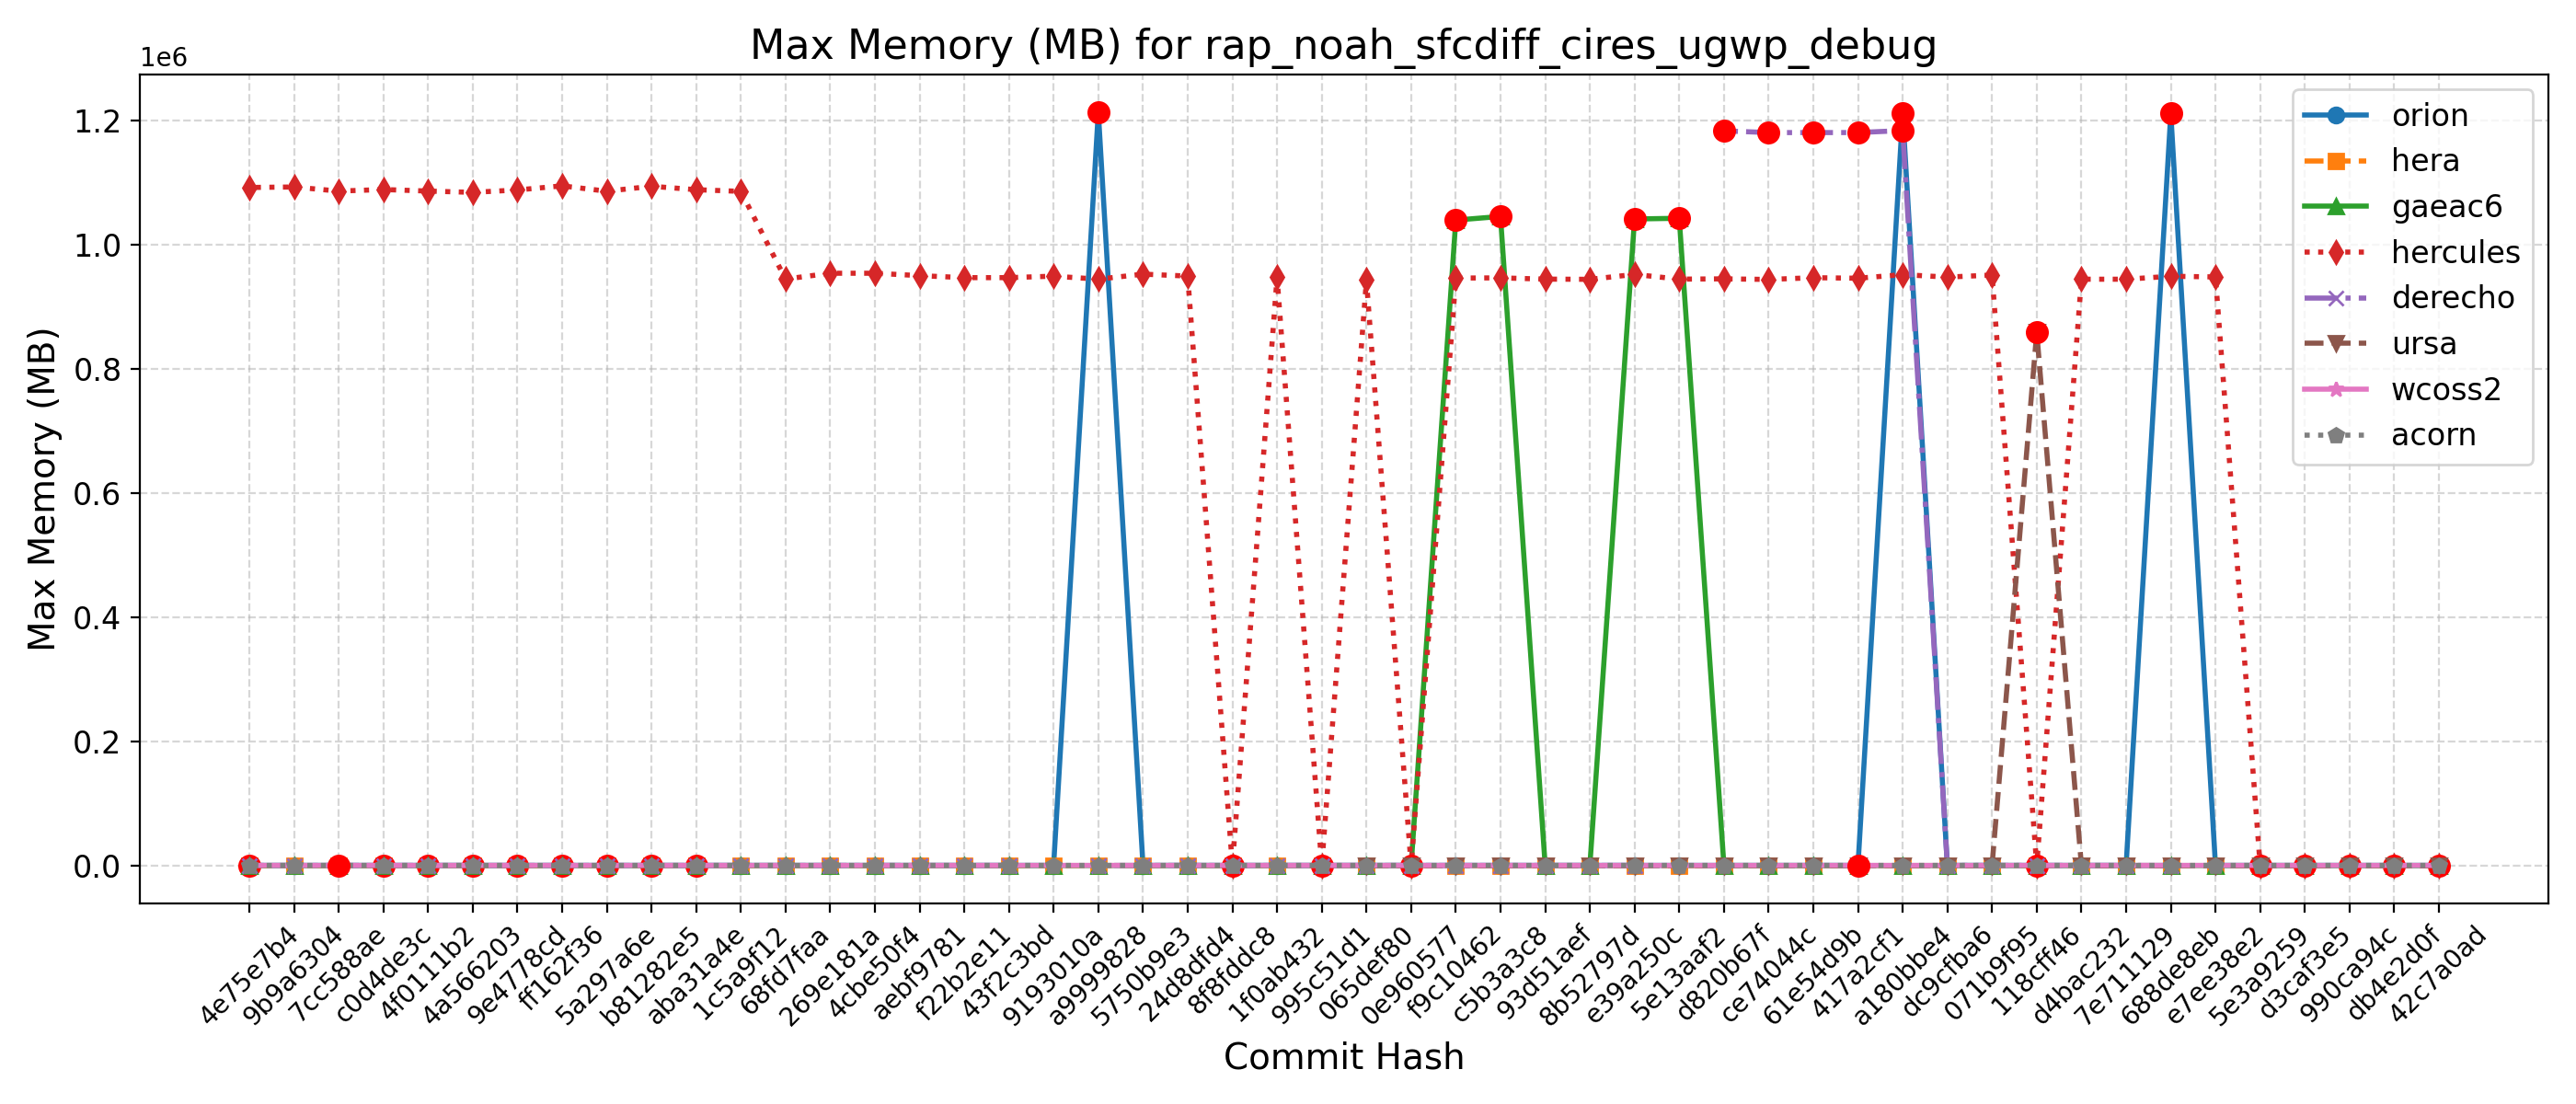 Max Memory (MB) for rap_noah_sfcdiff_cires_ugwp_debug
1e6
1.2
1.0
0.8
0.6
0.4
0.2
0.0
Max Memory (MB)
orion
hera
gaeac6
hercules
derecho
ursa
wcoss2
acorn
4e75e7b4
9b9a6304
7cc588ae
c0d4de3c
4f0111b2
4a566203
9e4778cd
ff162f36
5a297a6e
b81282e5
aba31a4e
1c5a9f12
68fd7faa
269e181a
4cbe50f4
aebf9781
f22b2e11
43f2c3bd
9193010a
a9999828
5750b9e3
24d8dfd4
8f8fddc8
1f0ab432
995c51d1
065def80
0e960577
f9c10462
c5b3a3c8
93d51aef
8b52797d
e39a250c
5e13aaf2
d820b67f
ce74044c
61e54d9b
417a2cf1
a180bbe4
dc9cfba6
071b9f95
118cff46
d4bac232
7e711129
688de8eb
e7ee38e2
5e3a9259
d3caf3e5
990ca94c
db4e2d0f
42c7a0ad
Commit Hash